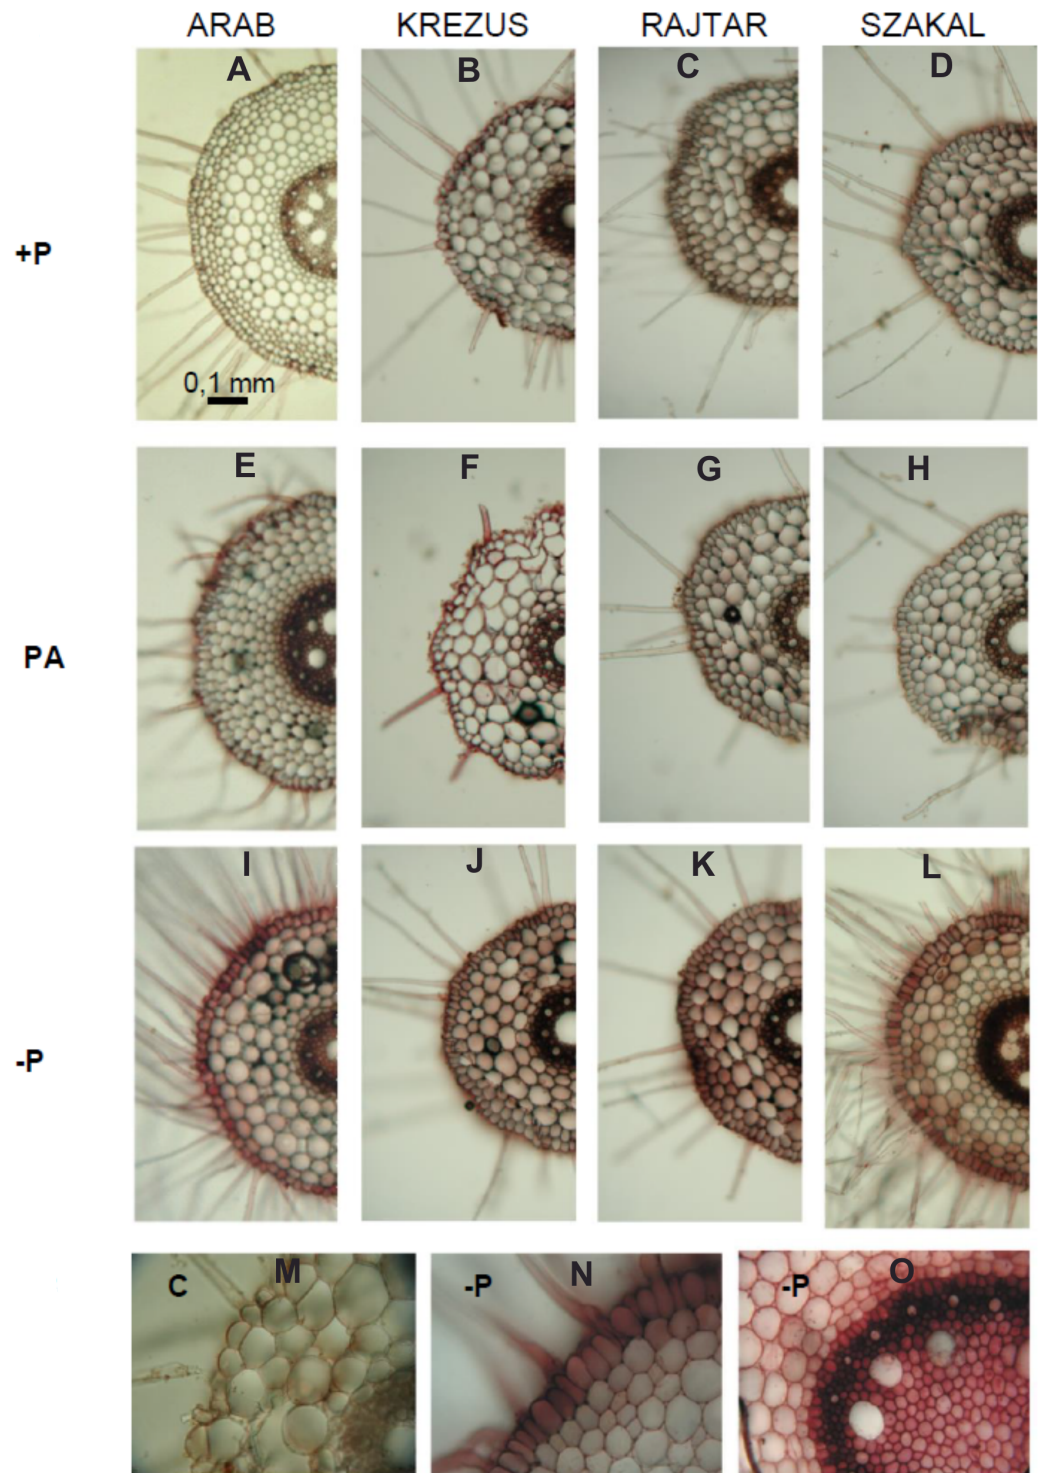 ARAB KREZUS RAJTAR SZAKAL
A B C D
+P
0,1 mm
E F G H
PA
I J K L
-P
C M -P N -P O